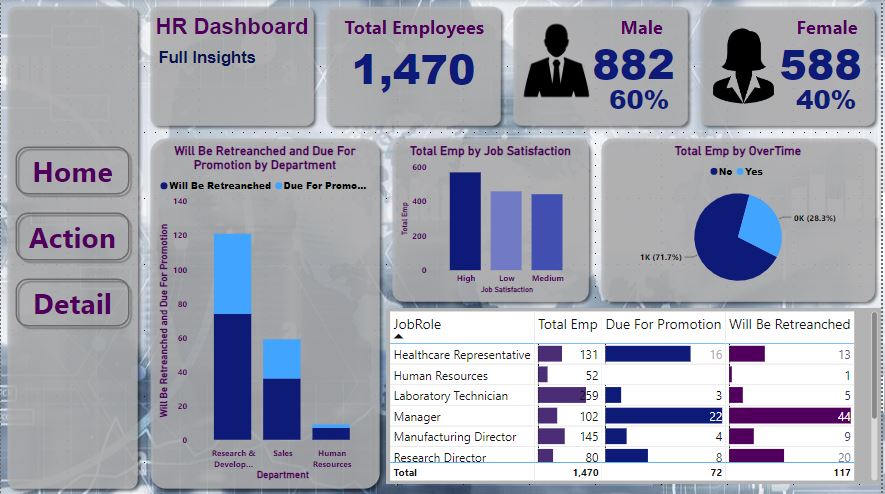 HR Dashboard
Full Insights
Total Employees
1,470
Male
882
60%
Female
588
40%
Home
Action
Detail
Will Be Retreanched and Due For
Promotion by Department
Will Be Retreanched
Due For Promo...
Will Be Retreanched and Due For Promotion
140
120
100
80
60
40
20
0
Research &
Develop...
Sales
Human
Resources
Department
Total Emp by Job Satisfaction
Total Emp
600
400
200
0
High
Low
Medium
Job Satisfaction
Total Emp by OverTime
No
Yes
0K (28.3%)
1K (71.7%)
JobRole Total Emp Due For Promotion Will Be Retreanched
Healthcare Representative 131 16 13
Human Resources 52 1
Laboratory Technician 259 3 5
Manager 102 22 44
Manufacturing Director 145 4 9
Research Director 80 8 20
Total 1,470 72 117